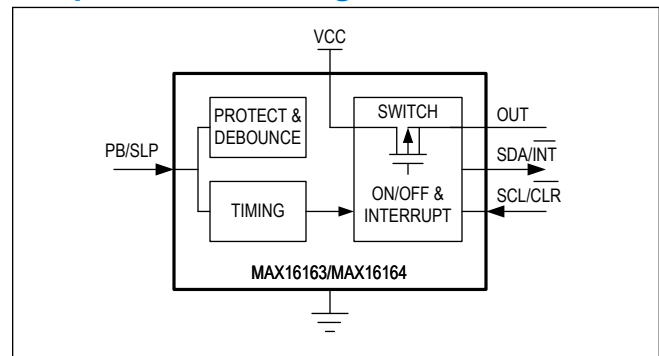 VCC
PROTECT &
DEBOUNCE
SWITCH
OUT
PB/SLP
SDA/INT
SCL/CLR
TIMING
ON/OFF &
INTERRUPT
MAX16163/MAX16164